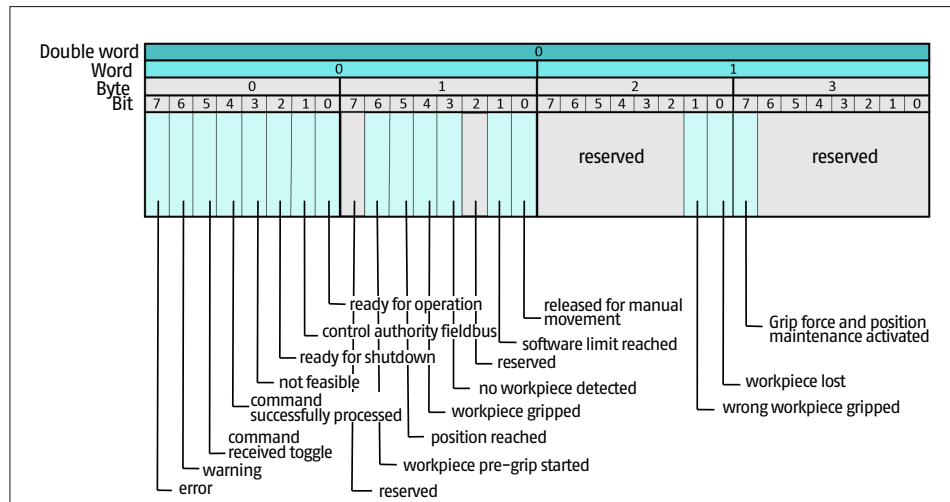 Double word 0
Word 0 1
Byte 0 1 2 3
Bit 7 6 5 4 3 2 1 0 7 6 5 4 3 2 1 0 7 6 5 4 3 2 1 0 7 6 5 4 3 2 1 0
reserved reserved
ready for operation
control authority fieldbus
ready for shutdown
not feasible
command
successfully processed
command
received toggle
warning
error
released for manual
movement
software limit reached
reserved
no workpiece detected
workpiece gripped
position reached
workpiece pre-grip started
reserved
Grip force and position
maintenance activated
workpiece lost
wrong workpiece gripped